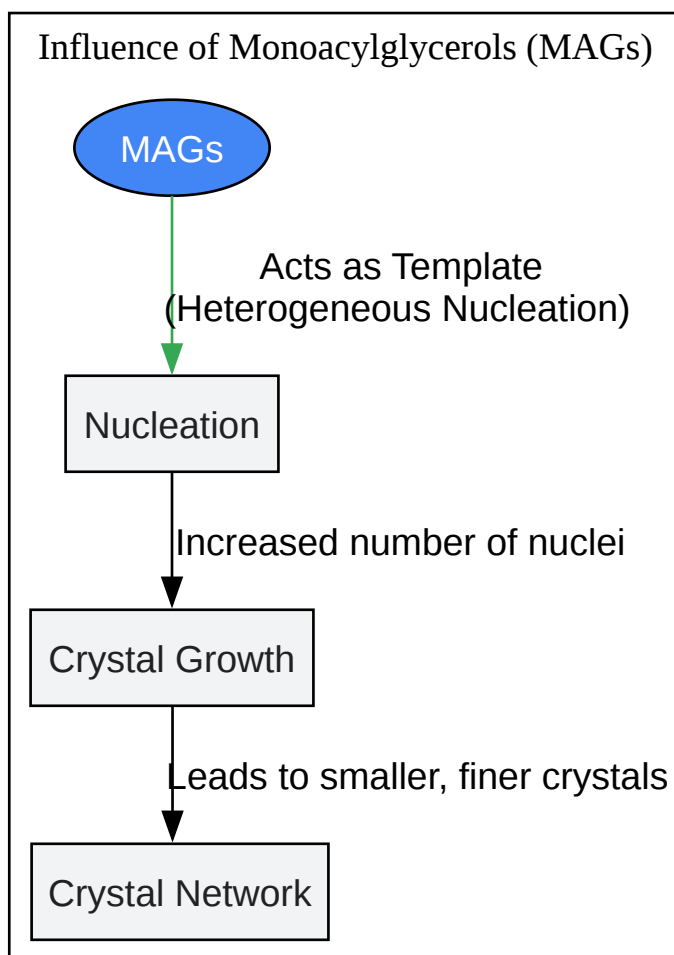 Influence of Monoacylglycerols (MAGs)
MAGs
Acts as Template
(Heterogeneous Nucleation)
Nucleation
Increased number of nuclei
Crystal Growth
Leads to smaller, finer crystals
Crystal Network